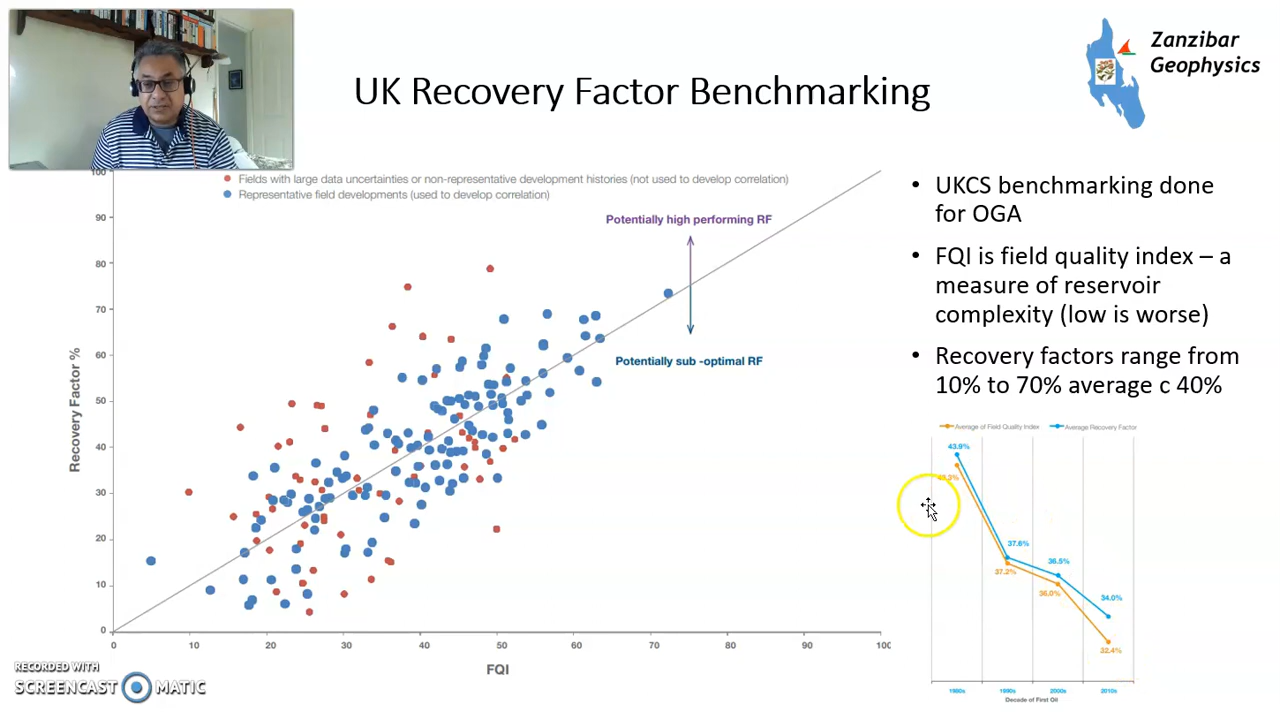 Zanzibar
Geophysics
UK Recovery Factor Benchmarking
Fields with large data uncertainties or non-representative development histories (not used to develop correlation)
Representative field developments (used to develop correlation)
Potentially high performing RF
Potentially sub -optimal RF
Recovery Factor %
100
90
80
70
60
50
40
30
20
10
0
0
10
20
30
40
50
60
70
80
90
FQI
• UKCS benchmarking done
for OGA
• FQI is field quality index – a
measure of reservoir
complexity (low is worse)
• Recovery factors range from
10% to 70% average c 40%
Average of Field Quality Index
Average Recovery Factor
43.9%
37.6%
37.2%
36.5%
36.0%
34.0%
32.4%
1980s
1990s
2000s
2010s
Decade of First Oil
RECORDED WITH
SCREENCAST MATIC